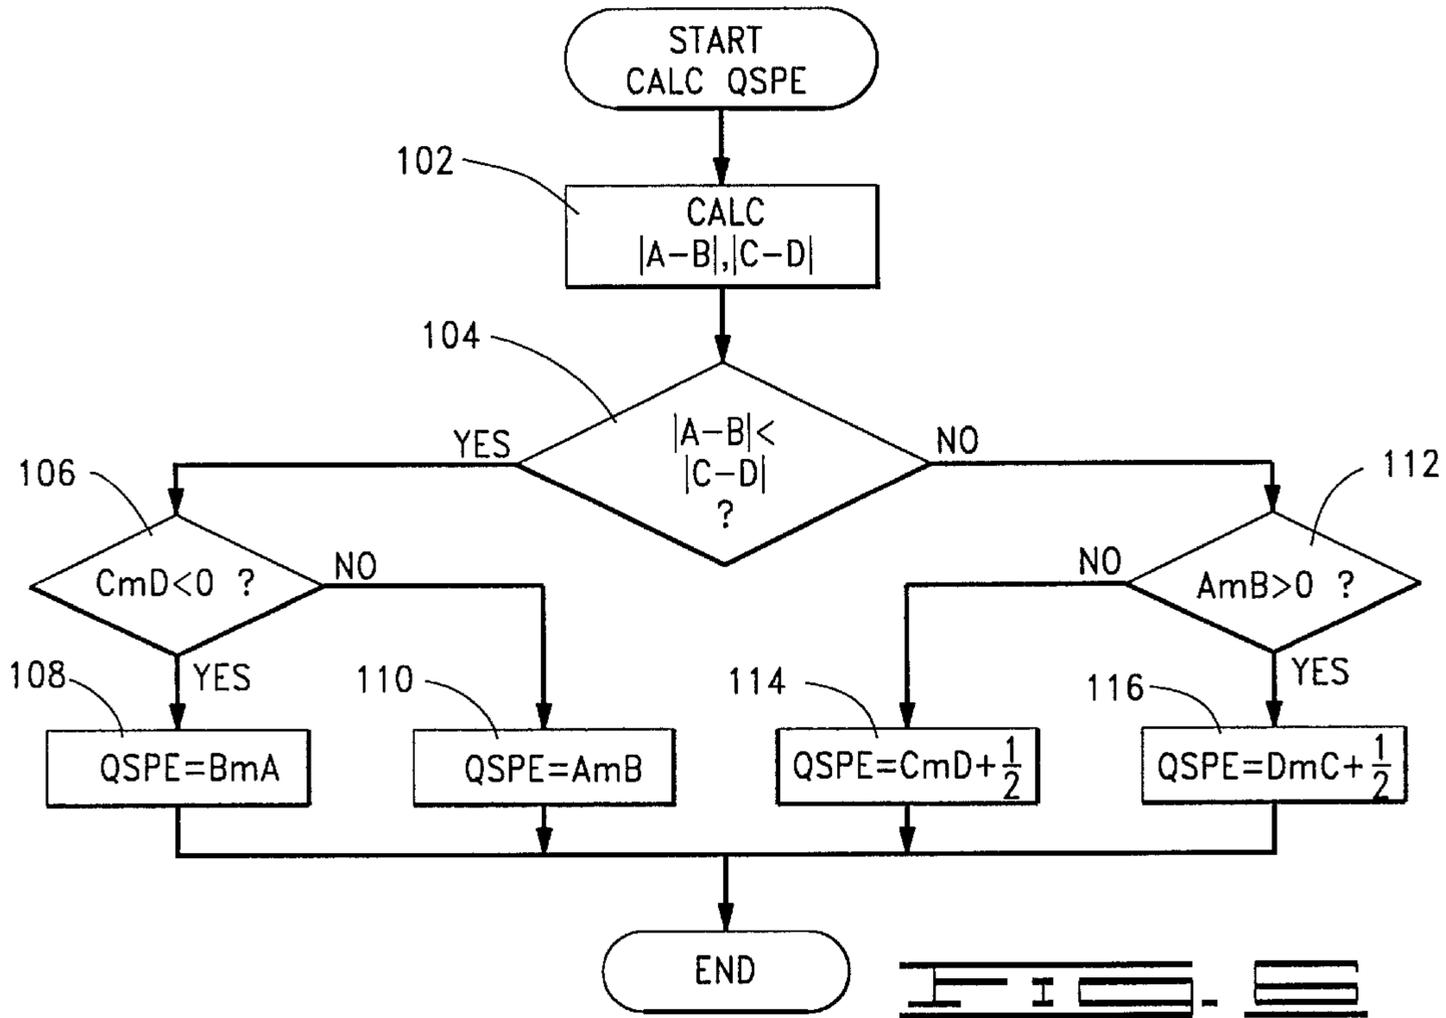 START
CALC QSPE
102
CALC
|A-B|,|C-D|
104
|A-B|<
|C-D|
?
YES
NO
106
112
CmD<0 ?
NO
NO
AmB>0 ?
YES
YES
108
110
114
116
QSPE=BmA
QSPE=AmB
QSPE=CmD+1/2
QSPE=DmC+1/2
END